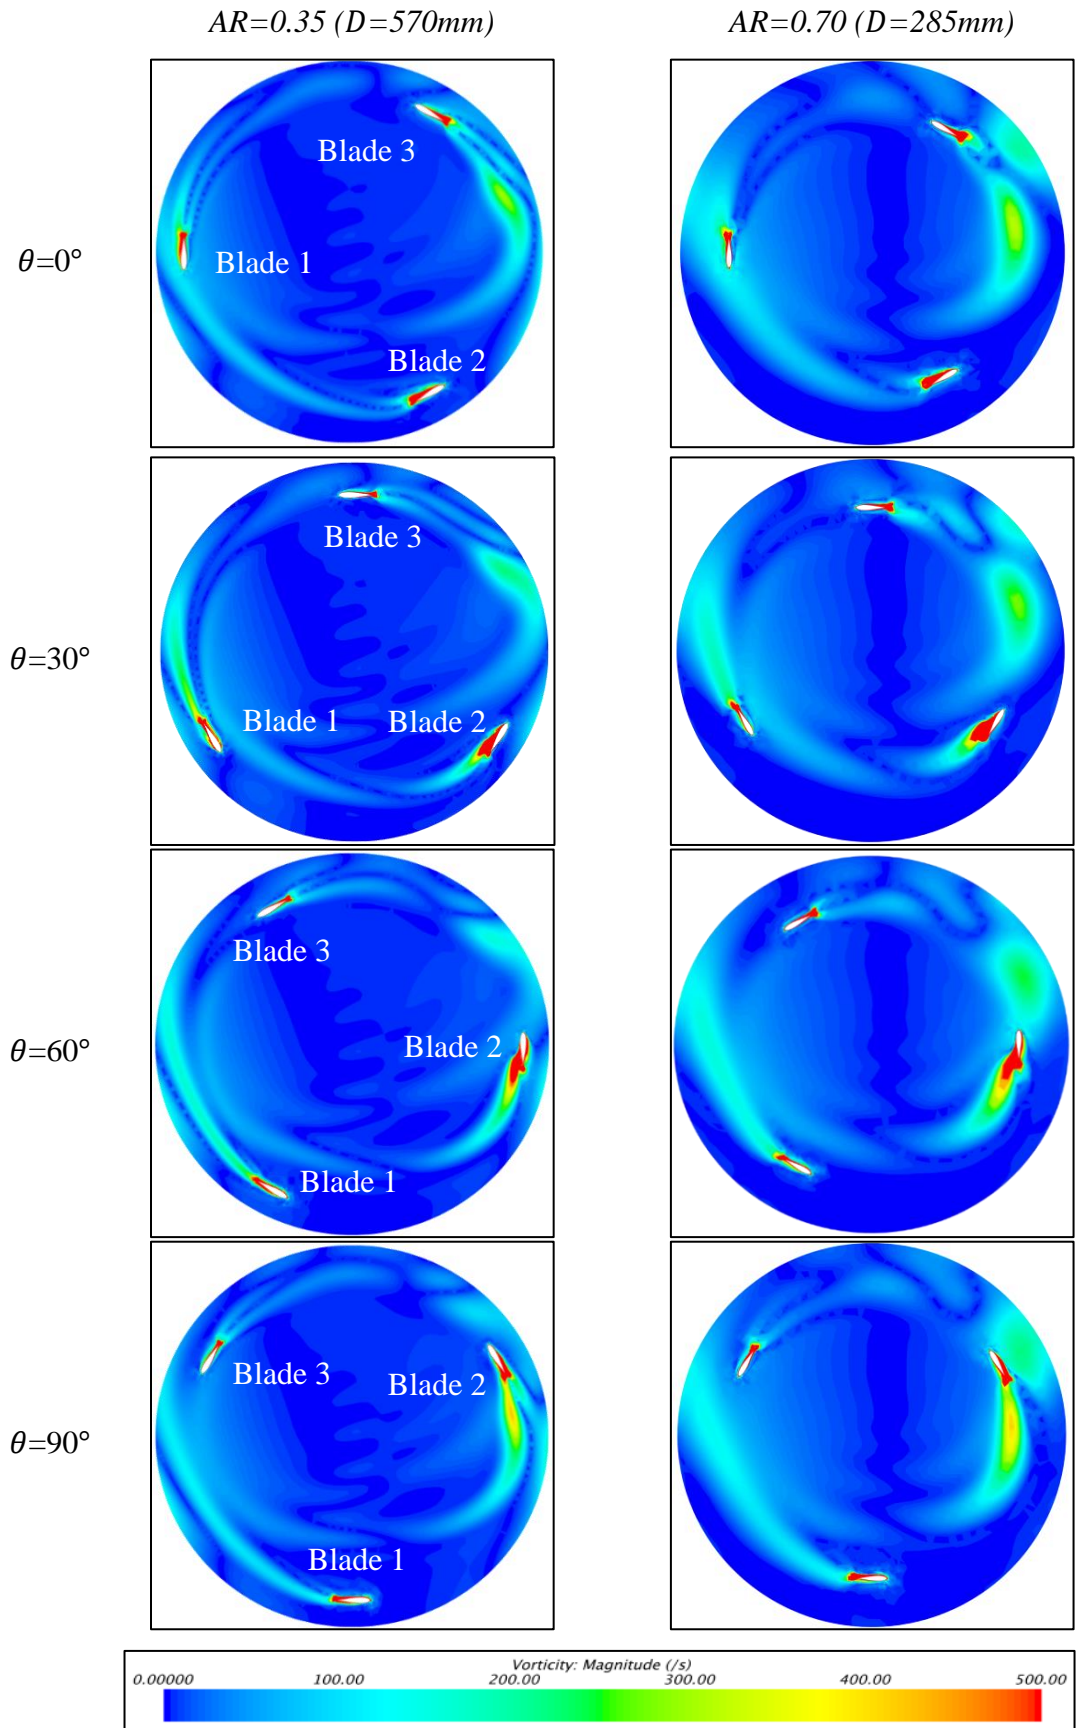 AR=0.35 (D=570mm)
AR=0.70 (D=285mm)
θ=0°
Blade 3
Blade 1
Blade 2
θ=30°
Blade 3
Blade 1
Blade 2
θ=60°
Blade 3
Blade 2
Blade 1
θ=90°
Blade 3
Blade 2
Blade 1
Vorticity: Magnitude (/s)
0.00000 100.00 200.00 300.00 400.00 500.00